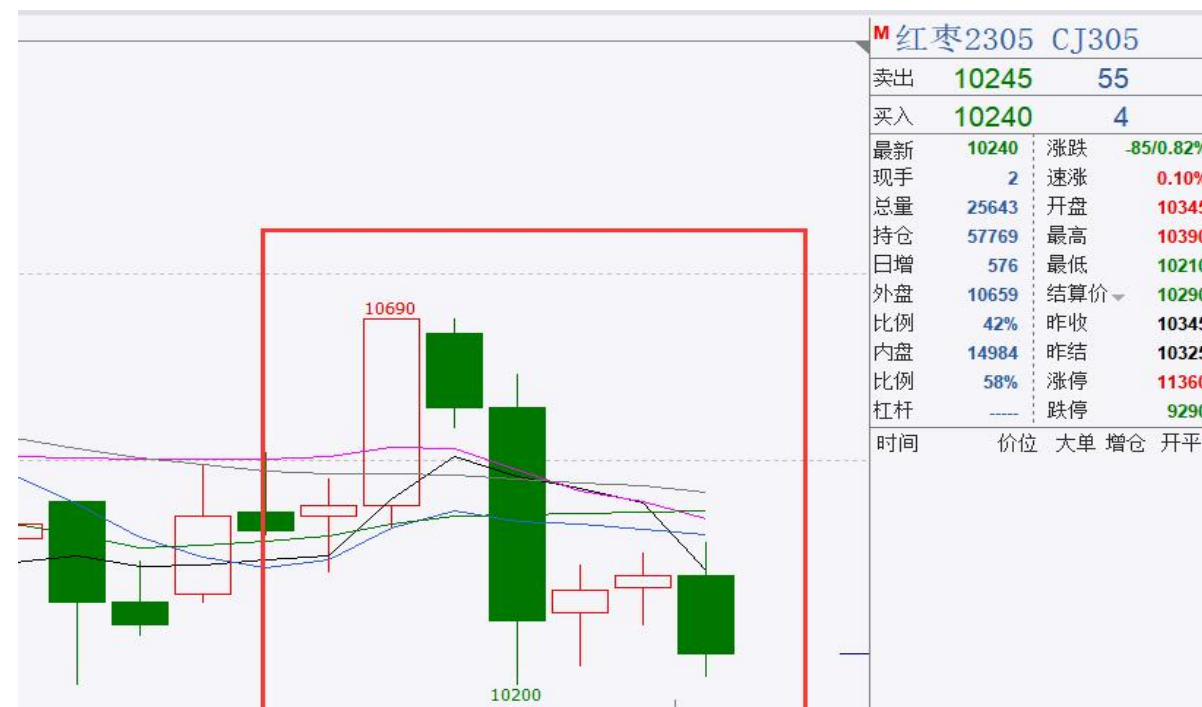 M 红枣2305 CJ305
卖出 10245 55
买入 10240 4
最新 10240 涨跌 -85/0.82%
现手 2 速涨 0.10%
总量 25643 开盘 10345
持仓 57769 最高 10390
日增 576 最低 10210
外盘 10659 结算价 10290
比例 42% 昨收 10345
内盘 14984 昨结 10325
比例 58% 涨停 11360
杠杆 ----- 跌停 9290
时间 价位 大单 增仓 开平
10690
10200